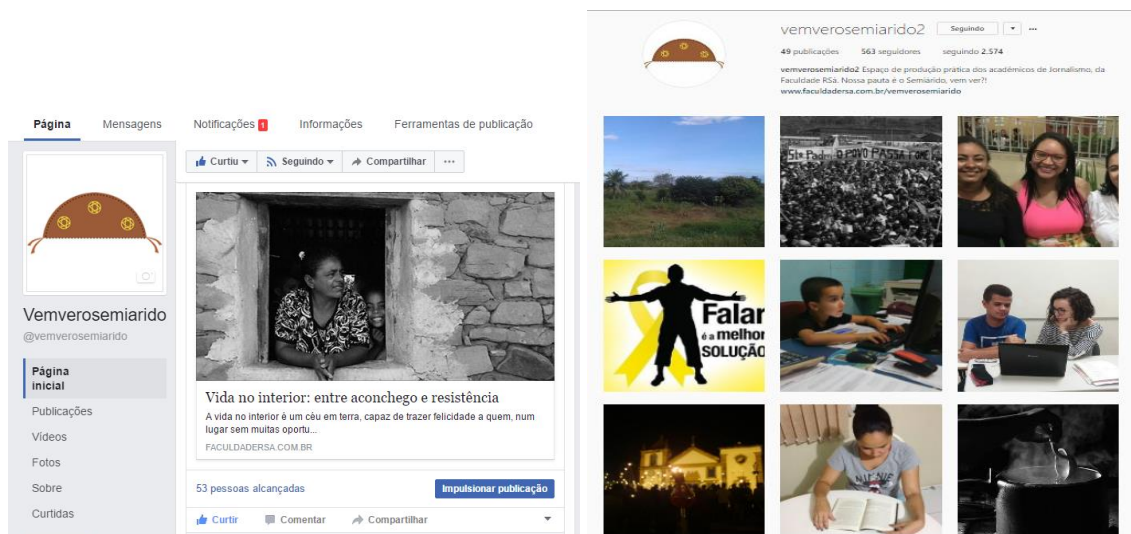 Página Mensagens Notificações 1 Informações Ferramentas de publicação
Curtiu Seguindo Compartilhar ...
Vemverosemiarido
@vemverosemiarido
Página
inicial
Publicações
Vídeos
Fotos
Sobre
Curtidas
Vida no interior: entre aconchego e resistência
A vida no interior é um céu em terra, capaz de trazer felicidade a quem, num
lugar sem muitas oportu...
FACULDADERSA.COM.BR
53 pessoas alcançadas
Impulsionar publicação
Curtir Comentar Compartilhar
vemverosemiarido2 Seguindo ...
49 publicações 563 seguidores seguindo 2.574
vemverosemiarido2 Espaço de produção prática dos acadêmicos de Jornalismo, da
Faculdade RSà. Nossa pauta é o Semiárido, vem ver?!
www.faculdadersa.com.br/vemverosemiarido
O POVO PASSA FOME
Falar
é a melhor
SOLUÇÃO